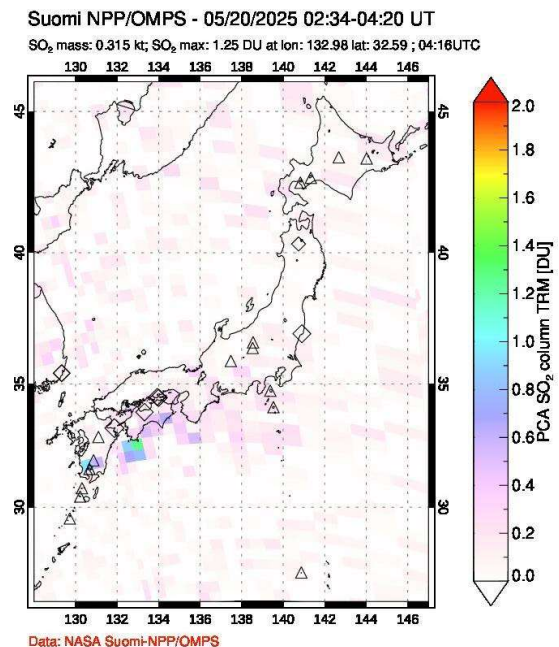 Suomi NPP/OMPS - 05/20/2025 02:34-04:20 UT
SO₂ mass: 0.315 kt; SO₂ max: 1.25 DU at lon: 132.98 lat: 32.59 ; 04:16UTC
130 132 134 136 138 140 142 144 146
45 45
40 40
35 35
30 30
130 132 134 136 138 140 142 144 146
2.0
1.8
1.6
1.4
1.2
1.0
0.8
0.6
0.4
0.2
0.0
PCA SO₂ column TRM [DU]
Data: NASA Suomi-NPP/OMPS